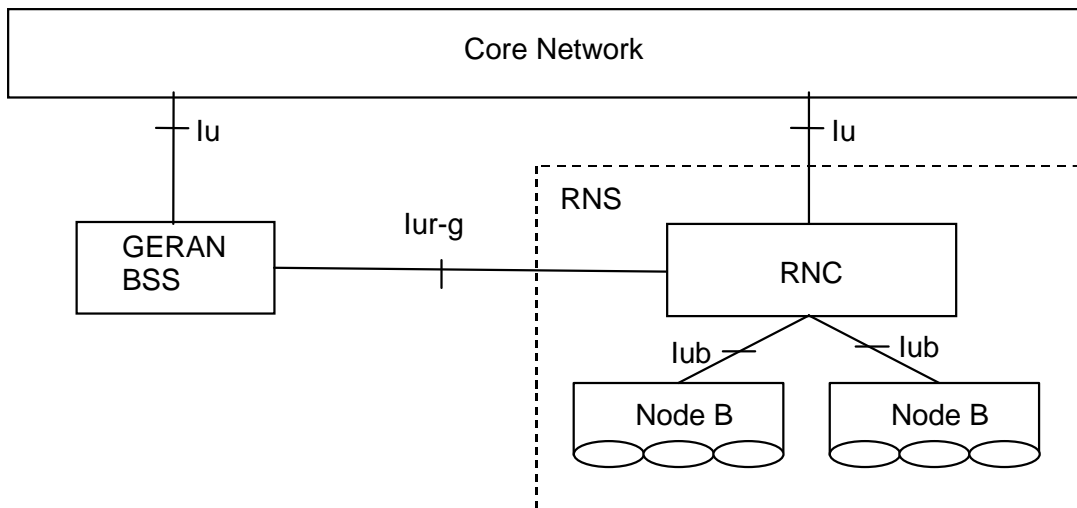 Core Network
Iu
Iu
RNS
Iur-g
GERAN
BSS
RNC
Iub
Iub
Node B
Node B